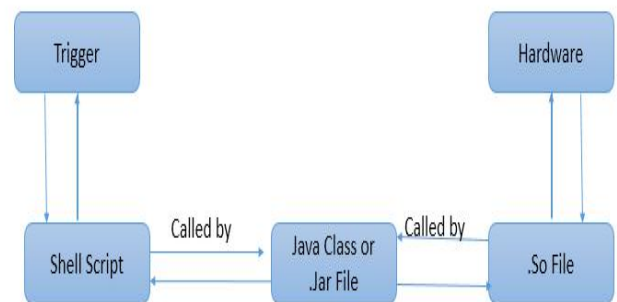 Trigger
Hardware
Called by
Called by
Shell Script
Java Class or
.Jar File
.So File